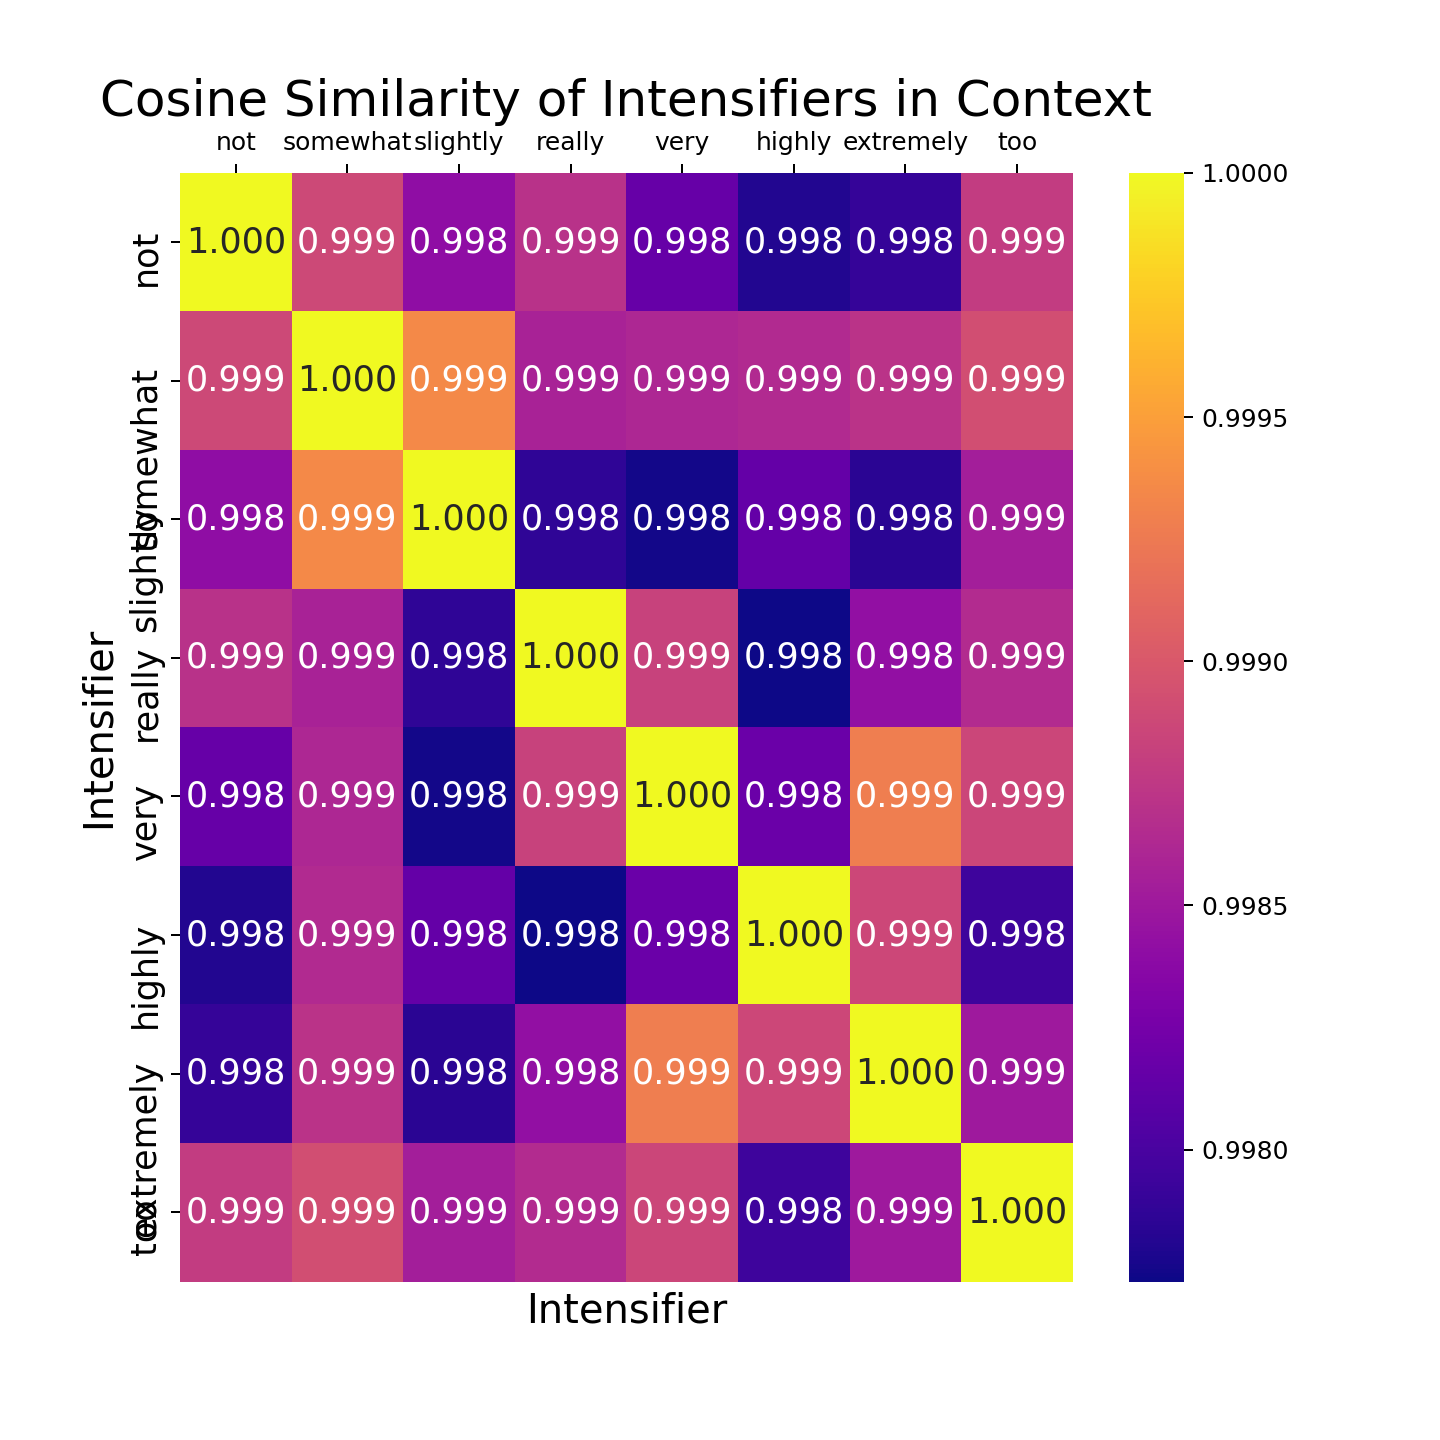 Cosine Similarity of Intensifiers in Context
not somewhat slightly really very highly extremely too
not 1.000 0.999 0.998 0.999 0.998 0.998 0.998 0.999
somewhat 0.999 1.000 0.999 0.999 0.999 0.999 0.999 0.999
slightly 0.998 0.999 1.000 0.998 0.998 0.998 0.998 0.999
really 0.999 0.999 0.998 1.000 0.999 0.998 0.998 0.999
very 0.998 0.999 0.998 0.999 1.000 0.998 0.999 0.999
highly 0.998 0.999 0.998 0.998 0.998 1.000 0.999 0.998
extremely 0.998 0.999 0.998 0.998 0.999 0.999 1.000 0.999
too 0.999 0.999 0.999 0.999 0.999 0.998 0.999 1.000
Intensifier
Intensifier
1.0000
0.9995
0.9990
0.9985
0.9980